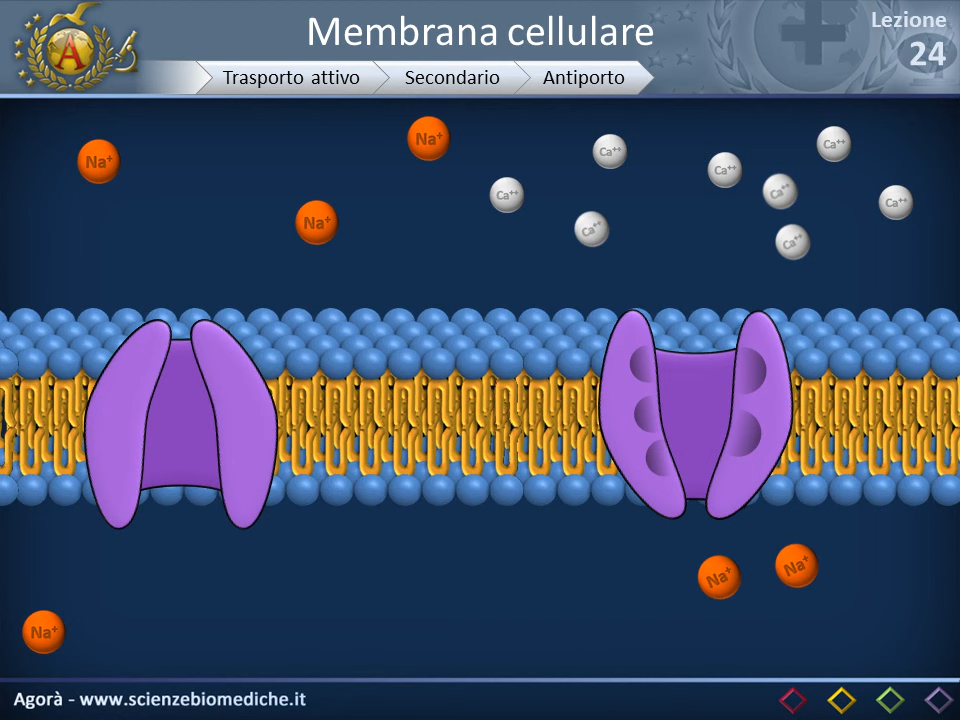 Membrana cellulare
Lezione
24
Trasporto attivo
Secondario
Antiporto
A
Na⁺
Na⁺
Na⁺
Ca⁺⁺
Ca⁺⁺
Ca⁺⁺
Ca⁺⁺
Ca⁺⁺
Ca⁺⁺
Ca⁺⁺
Ca⁺⁺
Na⁺
Na⁺
Na⁺
Agorà - www.scienzebiomediche.it